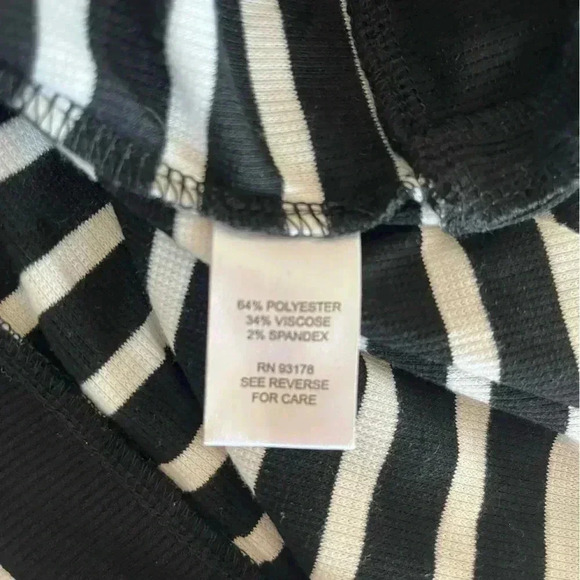 64% POLYESTER
34% VISCOSE
2% SPANDEX
RN 93178
SEE REVERSE
FOR CARE